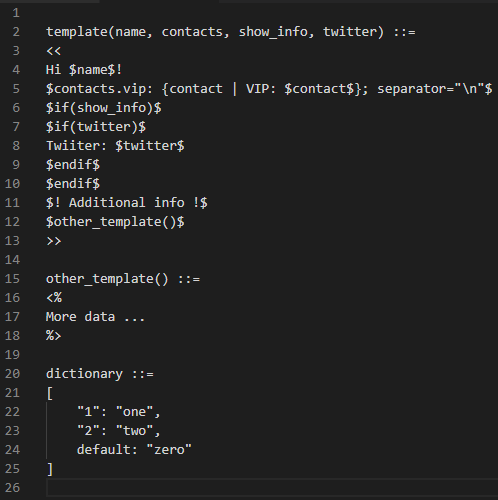 1
2 template(name, contacts, show_info, twitter) ::=
3 <<
4 Hi $name$!
5 $contacts.vip: {contact | VIP: $contact$}; separator="\n"$
6 $if(show_info)$
7 $if(twitter)$
8 Twiiter: $twitter$
9 $endif$
10 $endif$
11 $! Additional info !$
12 $other_template()$
13 >>
14
15 other_template() ::=
16 <%
17 More data ...
18 %>
19
20 dictionary ::=
21 [
22     "1": "one",
23     "2": "two",
24     default: "zero"
25 ]
26